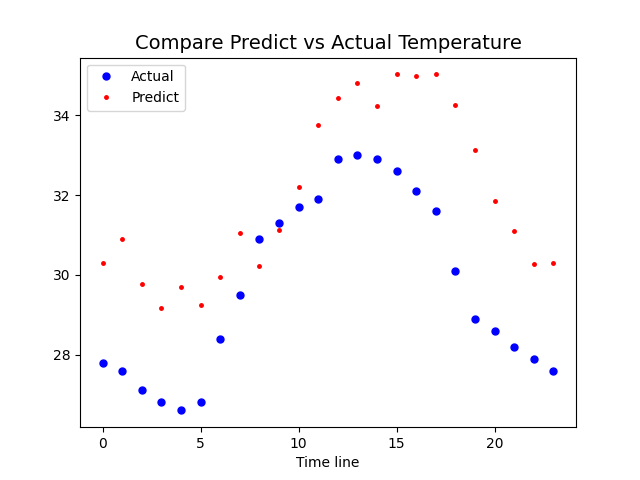 Compare Predict vs Actual Temperature
Actual
Predict
34
32
30
28
0 5 10 15 20
Time line